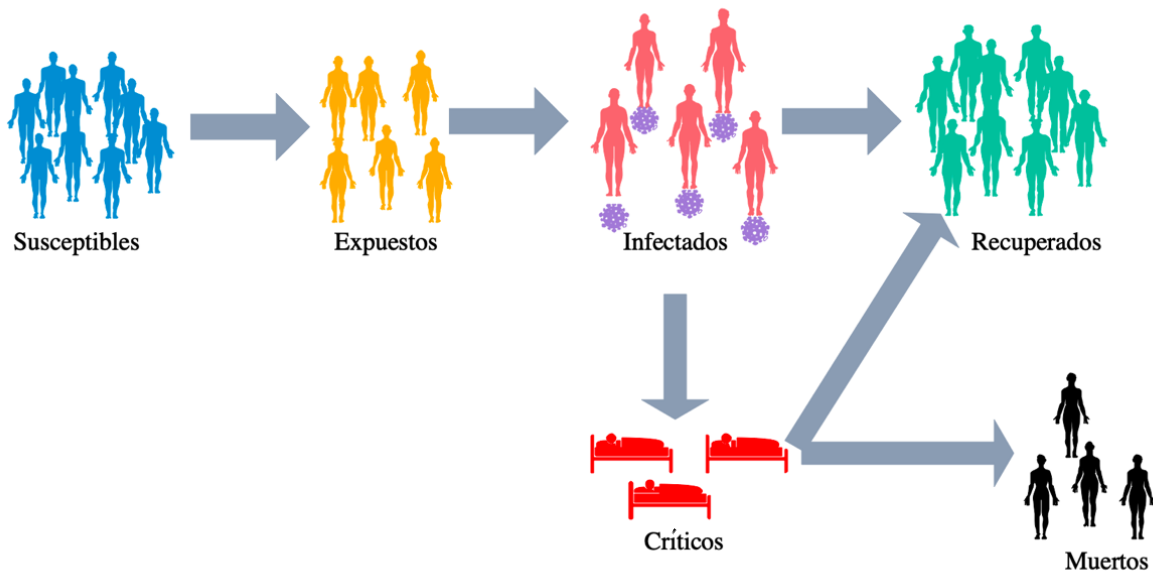 Susceptibles
Expuestos
Infectados
Recuperados
Críticos
Muertos